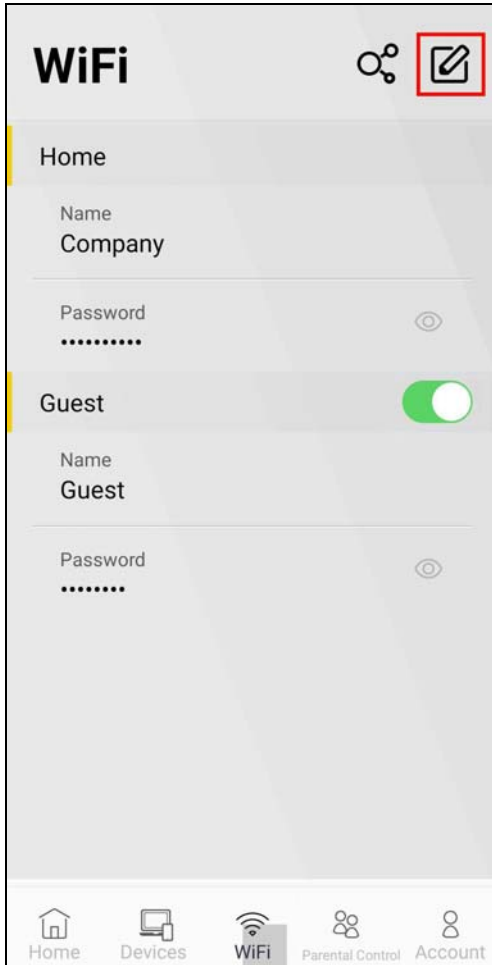 WiFi
Home
Name
Company
Password
••••••••••
Guest
Name
Guest
Password
••••••••
Home Devices WiFi Parental Control Account